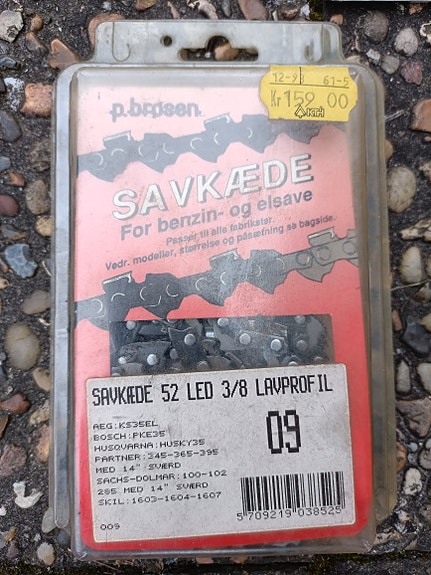 12-98 61-5
Kr 159 00
p.brøsen
SAVKÆDE
For benzin- og elsave
Passer til alle fabrikater.
Vedr. modeller, størrelse og påsæfning se bagside.
SAVKÆDE 52 LED 3/8 LAVPROFIL
AEG:KS35EL
BOSCH:PKE35
HUSQVARNA:HUSKY35
PARTNER:345-365-395
MED 14" SVÆRD
SACHS-DOLMAR:100-102
285 MED 14" SVÆRD
SKIL:1603-1604-1607
009
09
5 709219 038525